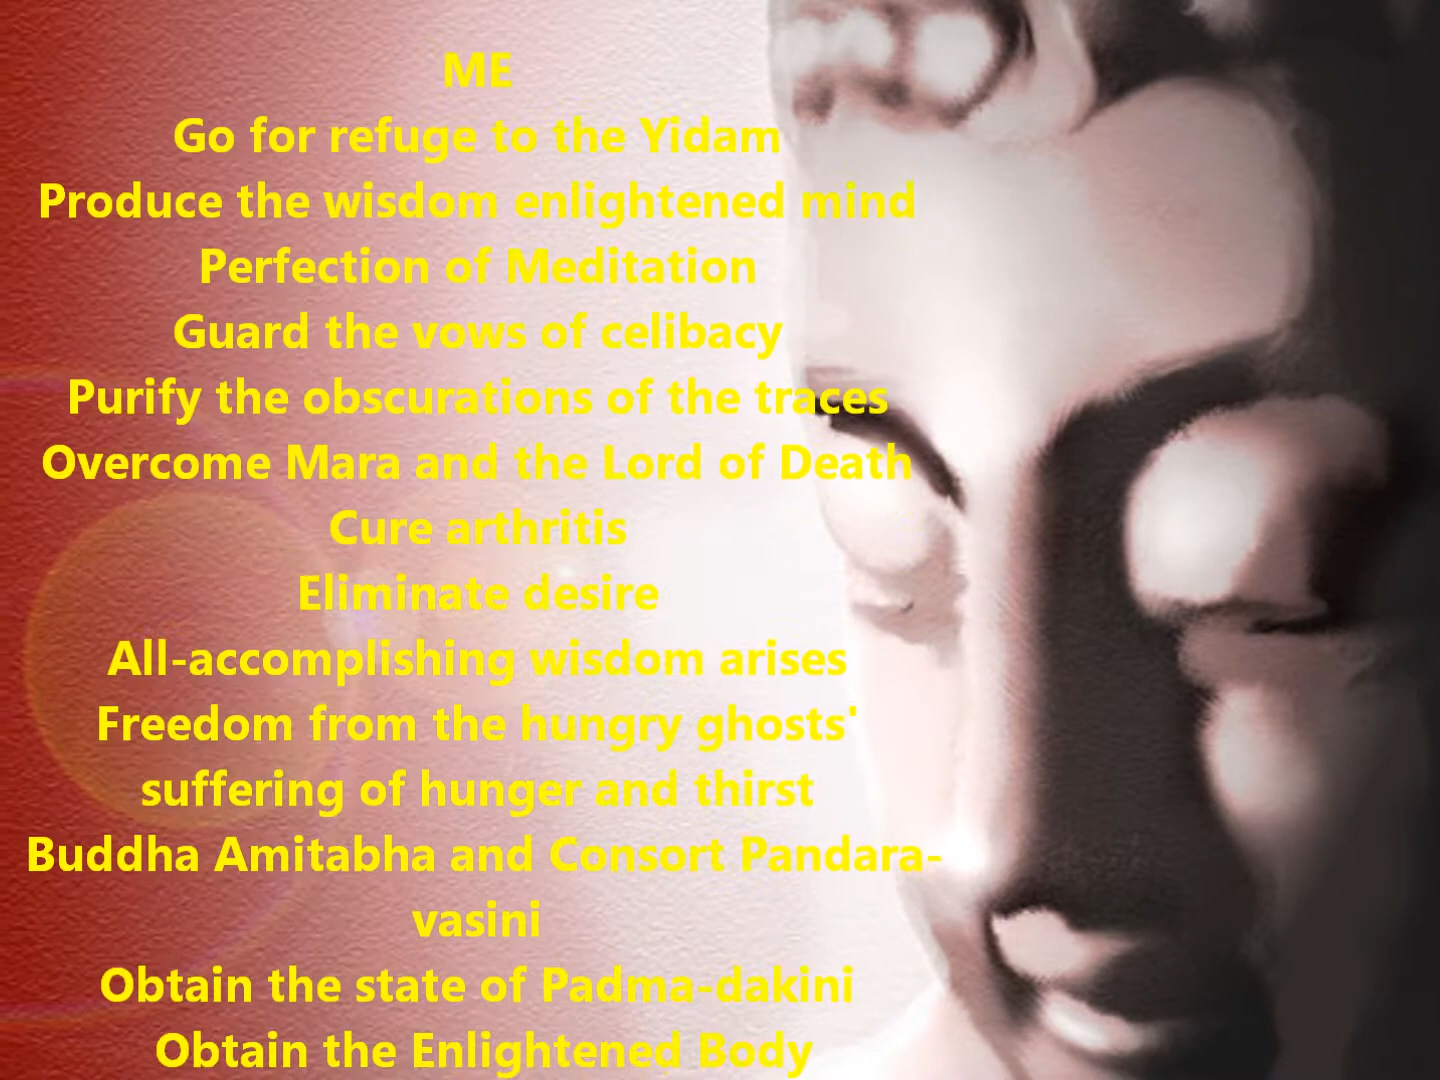 ME
Go for refuge to the Yidam
Produce the wisdom enlightened mind
Perfection of Meditation
Guard the vows of celibacy
Purify the obscurations of the traces
Overcome Mara and the Lord of Death
Cure arthritis
Eliminate desire
All-accomplishing wisdom arises
Freedom from the hungry ghosts'
suffering of hunger and thirst
Buddha Amitabha and Consort Pandara-
vasini
Obtain the state of Padma-dakini
Obtain the Enlightened Body